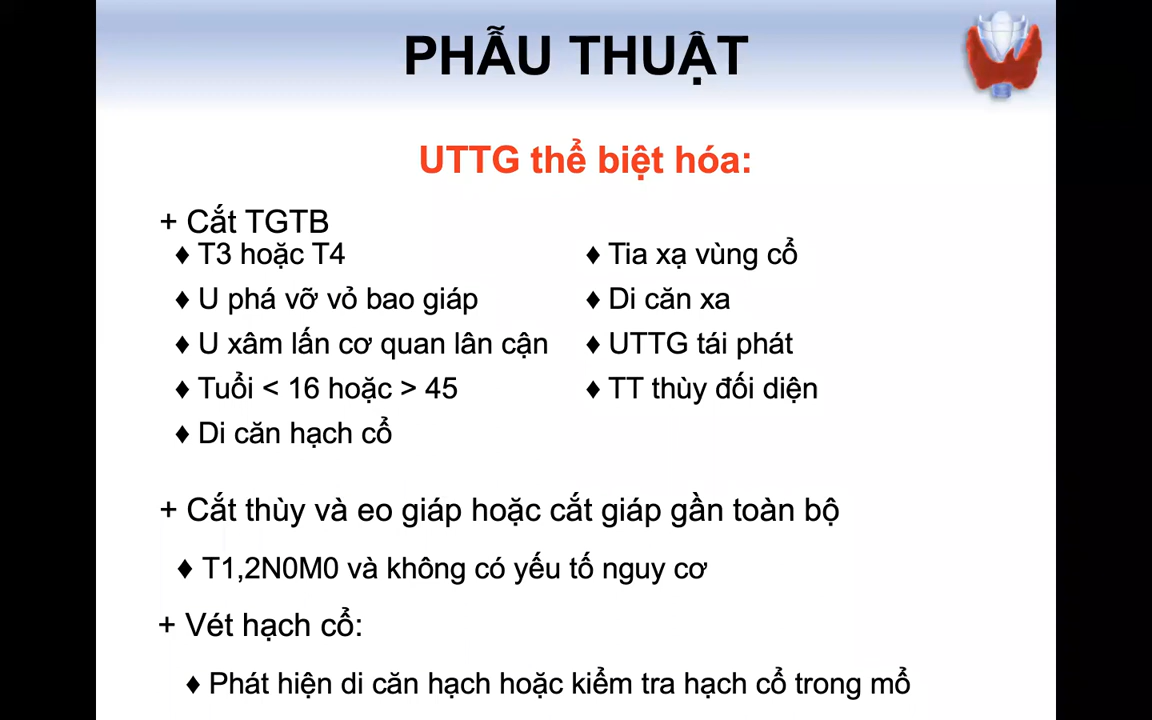 PHẪU THUẬT
UTTG thể biệt hóa:
+ Cắt TGTB
♦ T3 hoặc T4
♦ U phá vỡ vỏ bao giáp
♦ U xâm lấn cơ quan lân cận
♦ Tuổi < 16 hoặc > 45
♦ Di căn hạch cổ
♦ Tia xạ vùng cổ
♦ Di căn xa
♦ UTTG tái phát
♦ TT thùy đối diện
+ Cắt thùy và eo giáp hoặc cắt giáp gần toàn bộ
♦ T1,2N0M0 và không có yếu tố nguy cơ
+ Vét hạch cổ:
♦ Phát hiện di căn hạch hoặc kiểm tra hạch cổ trong mổ